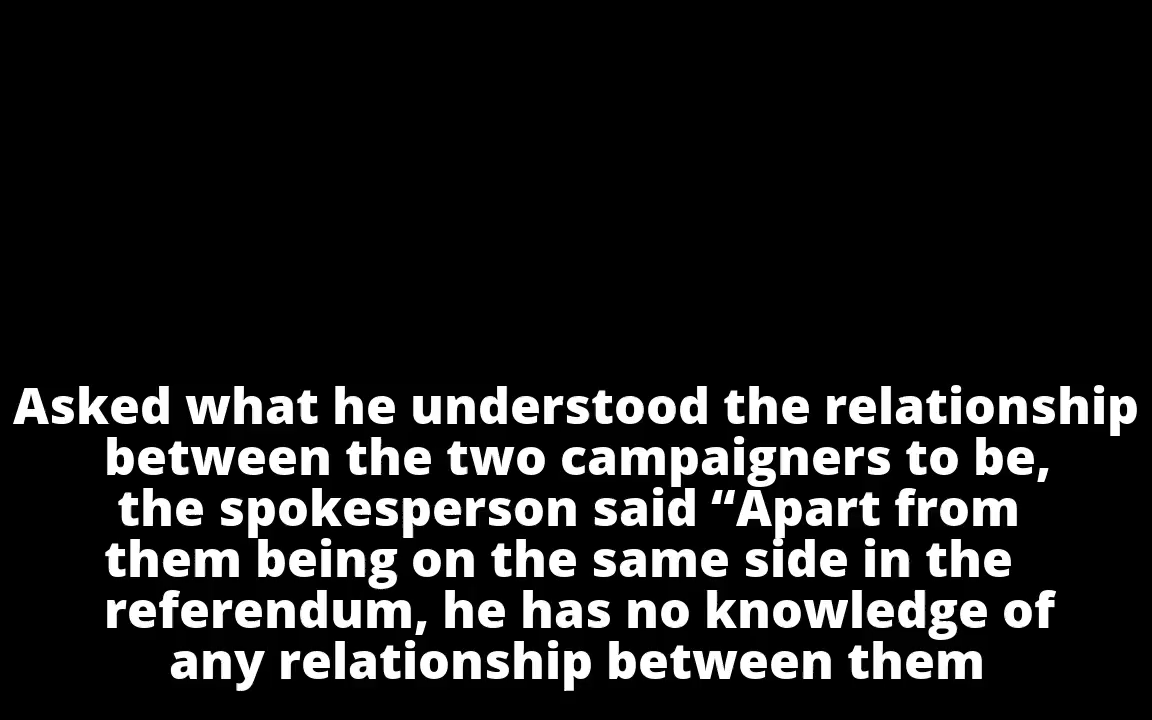 Asked what he understood the relationship
between the two campaigners to be,
the spokesperson said “Apart from
them being on the same side in the
referendum, he has no knowledge of
any relationship between them